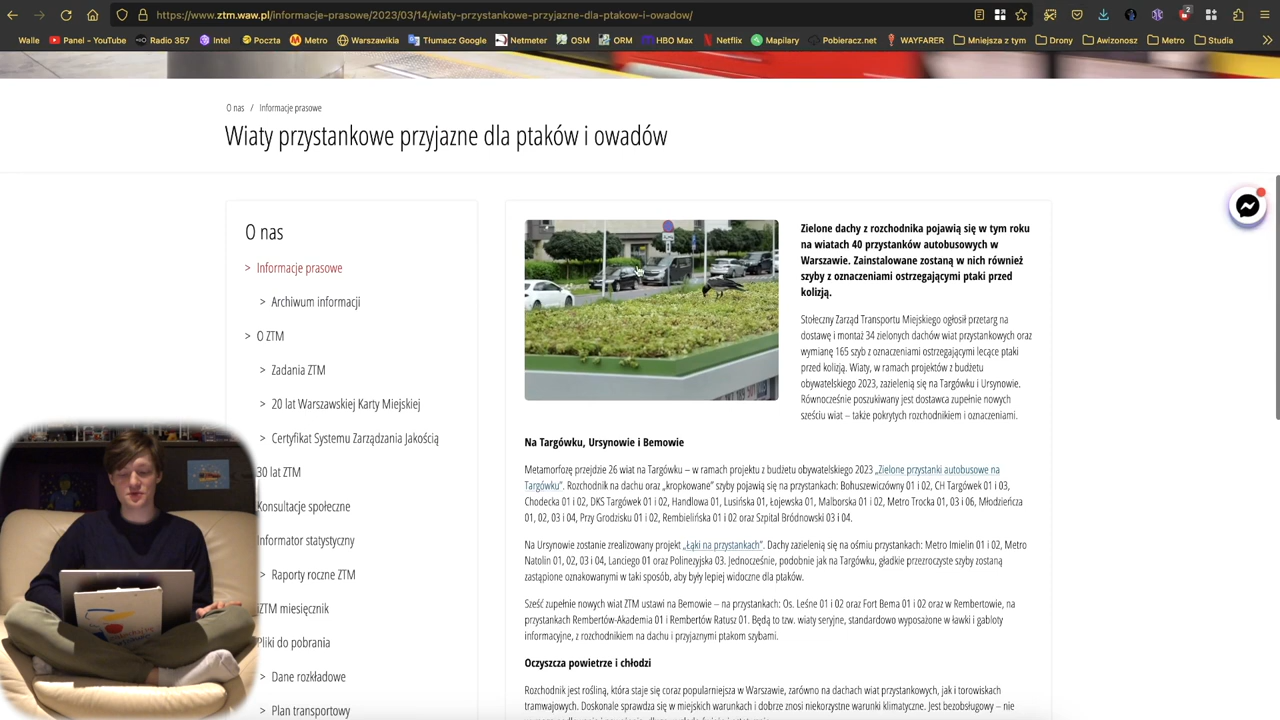 https://www.ztm.waw.pl/informacje-prasowe/2023/03/14/wiaty-przystankowe-przyjazne-dla-ptakow-i-owadow/
2
Walle Panel - YouTube Radio 357 Intel Poczta Metro Warszawikia Tłumacz Google Netmeter OSM ORM HBO Max Netflix Mapilary Pobieracz.net WAYFARER Mniejsza z tym Drony Awizonosz Metro Studia
O nas / Informacje prasowe
Wiaty przystankowe przyjazne dla ptaków i owadów
O nas
> Informacje prasowe
> Archiwum informacji
> O ZTM
> Zadania ZTM
> 20 lat Warszawskiej Karty Miejskiej
> Certyfikat Systemu Zarządzania Jakością
30 lat ZTM
Konsultacje społeczne
Informator statystyczny
> Raporty roczne ZTM
iZTM miesięcznik
Pliki do pobrania
> Dane rozkładowe
> Plan transportowy
Zielone dachy z rozchodnika pojawią się w tym roku
na wiatach 40 przystanków autobusowych w
Warszawie. Zainstalowane zostaną w nich również
szyby z oznaczeniami ostrzegającymi ptaki przed
kolizją.
Stołeczny Zarząd Transportu Miejskiego ogłosił przetarg na
dostawę i montaż 34 zielonych dachów wiat przystankowych oraz
wymianę 165 szyb z oznaczeniami ostrzegającymi lecące ptaki
przed kolizją. Wiaty, w ramach projektów z budżetu
obywatelskiego 2023, zazielenią się na Targówku i Ursynowie.
Równocześnie poszukiwany jest dostawca zupełnie nowych
sześciu wiat – także pokrytych rozchodnikiem i oznaczeniami.
Na Targówku, Ursynowie i Bemowie
Metamorfozę przejdzie 26 wiat na Targówku – w ramach projektu z budżetu obywatelskiego 2023 „Zielone przystanki autobusowe na
Targówku”. Rozchodnik na dachu oraz „kropkowane” szyby pojawią się na przystankach: Bohuszewiczówny 01 i 02, CH Targówek 01 i 03,
Chodecka 01 i 02, DKS Targówek 01 i 02, Handlowa 01, Lusińska 01, Łojewska 01, Malborska 01 i 02, Metro Trocka 01, 03 i 06, Młodzieńcza
01, 02, 03 i 04, Przy Grodzisku 01 i 02, Rembielińska 01 i 02 oraz Szpital Bródnowski 03 i 04.
Na Ursynowie zostanie zrealizowany projekt „Łąki na przystankach”. Dachy zazielenią się na ośmiu przystankach: Metro Imielin 01 i 02, Metro
Natolin 01, 02, 03 i 04, Lanciego 01 oraz Polinezyjska 03. Jednocześnie, podobnie jak na Targówku, gładkie przezroczyste szyby zostaną
zastąpione oznakowanymi w taki sposób, aby były lepiej widoczne dla ptaków.
Sześć zupełnie nowych wiat ZTM ustawi na Bemowie – na przystankach: Os. Leśne 01 i 02 oraz Fort Bema 01 i 02 oraz w Rembertowie, na
przystankach Rembertów-Akademia 01 i Rembertów Ratusz 01. Będą to tzw. wiaty seryjne, standardowo wyposażone w ławki i gabloty
informacyjne, z rozchodnikiem na dachu i przyjaznymi ptakom szybami.
Oczyszcza powietrze i chłodzi
Rozchodnik jest rośliną, która staje się coraz popularniejsza w Warszawie, zarówno na dachach wiat przystankowych, jak i torowiskach
tramwajowych. Doskonale sprawdza się w miejskich warunkach i dobrze znosi niekorzystne warunki klimatyczne. Jest bezobsługowy – nie